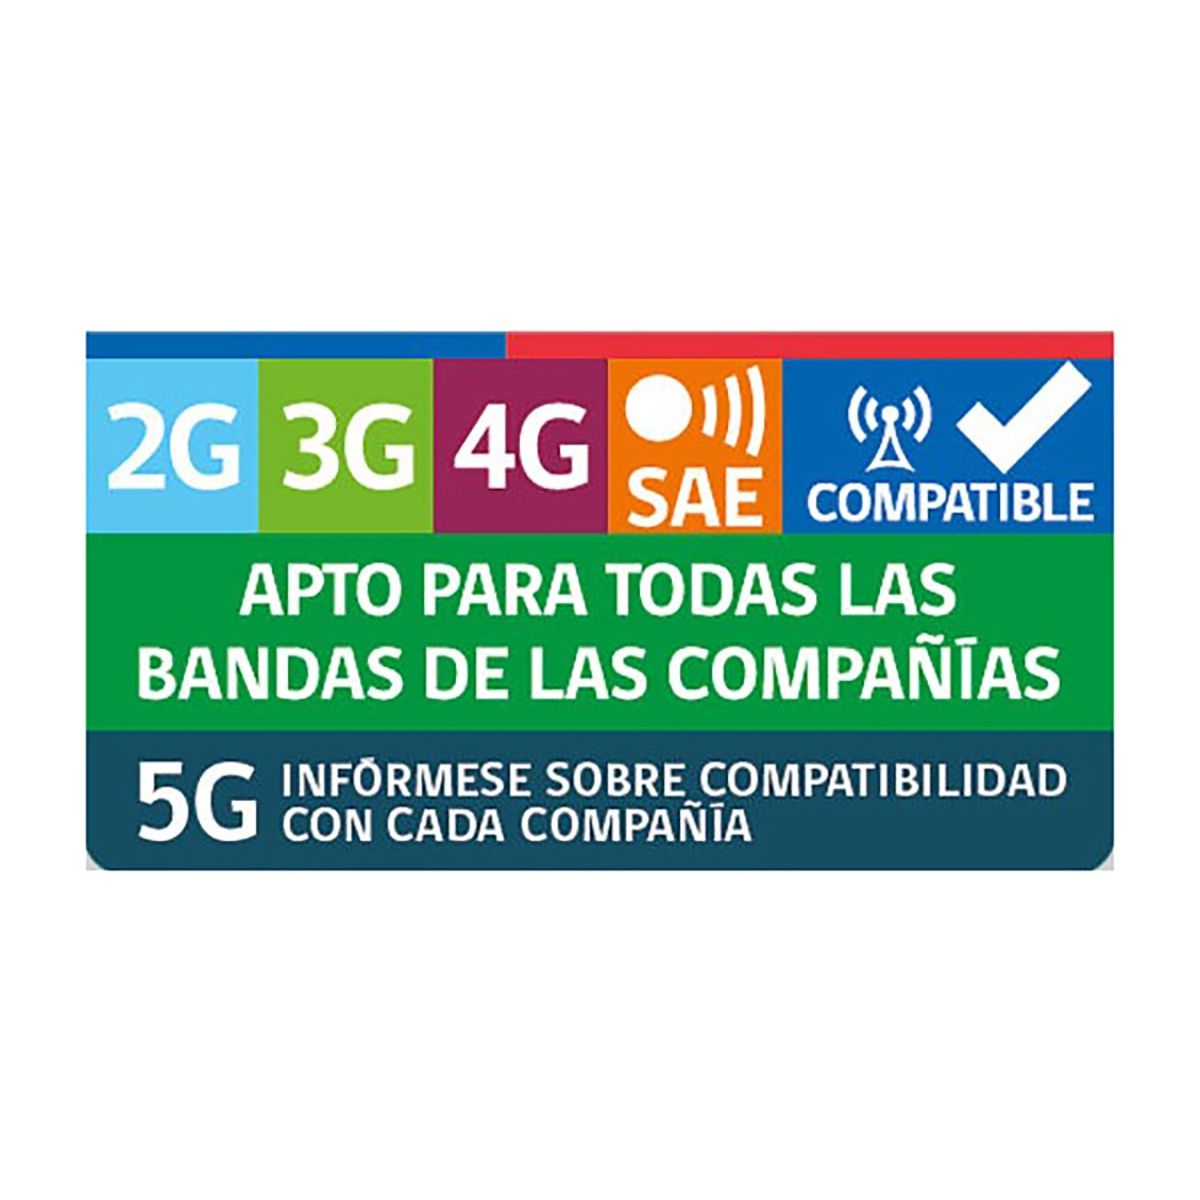 2G 3G 4G SAE COMPATIBLE
APTO PARA TODAS LAS
BANDAS DE LAS COMPAÑÍAS
5G INFÓRMESE SOBRE COMPATIBILIDAD
CON CADA COMPAÑÍA